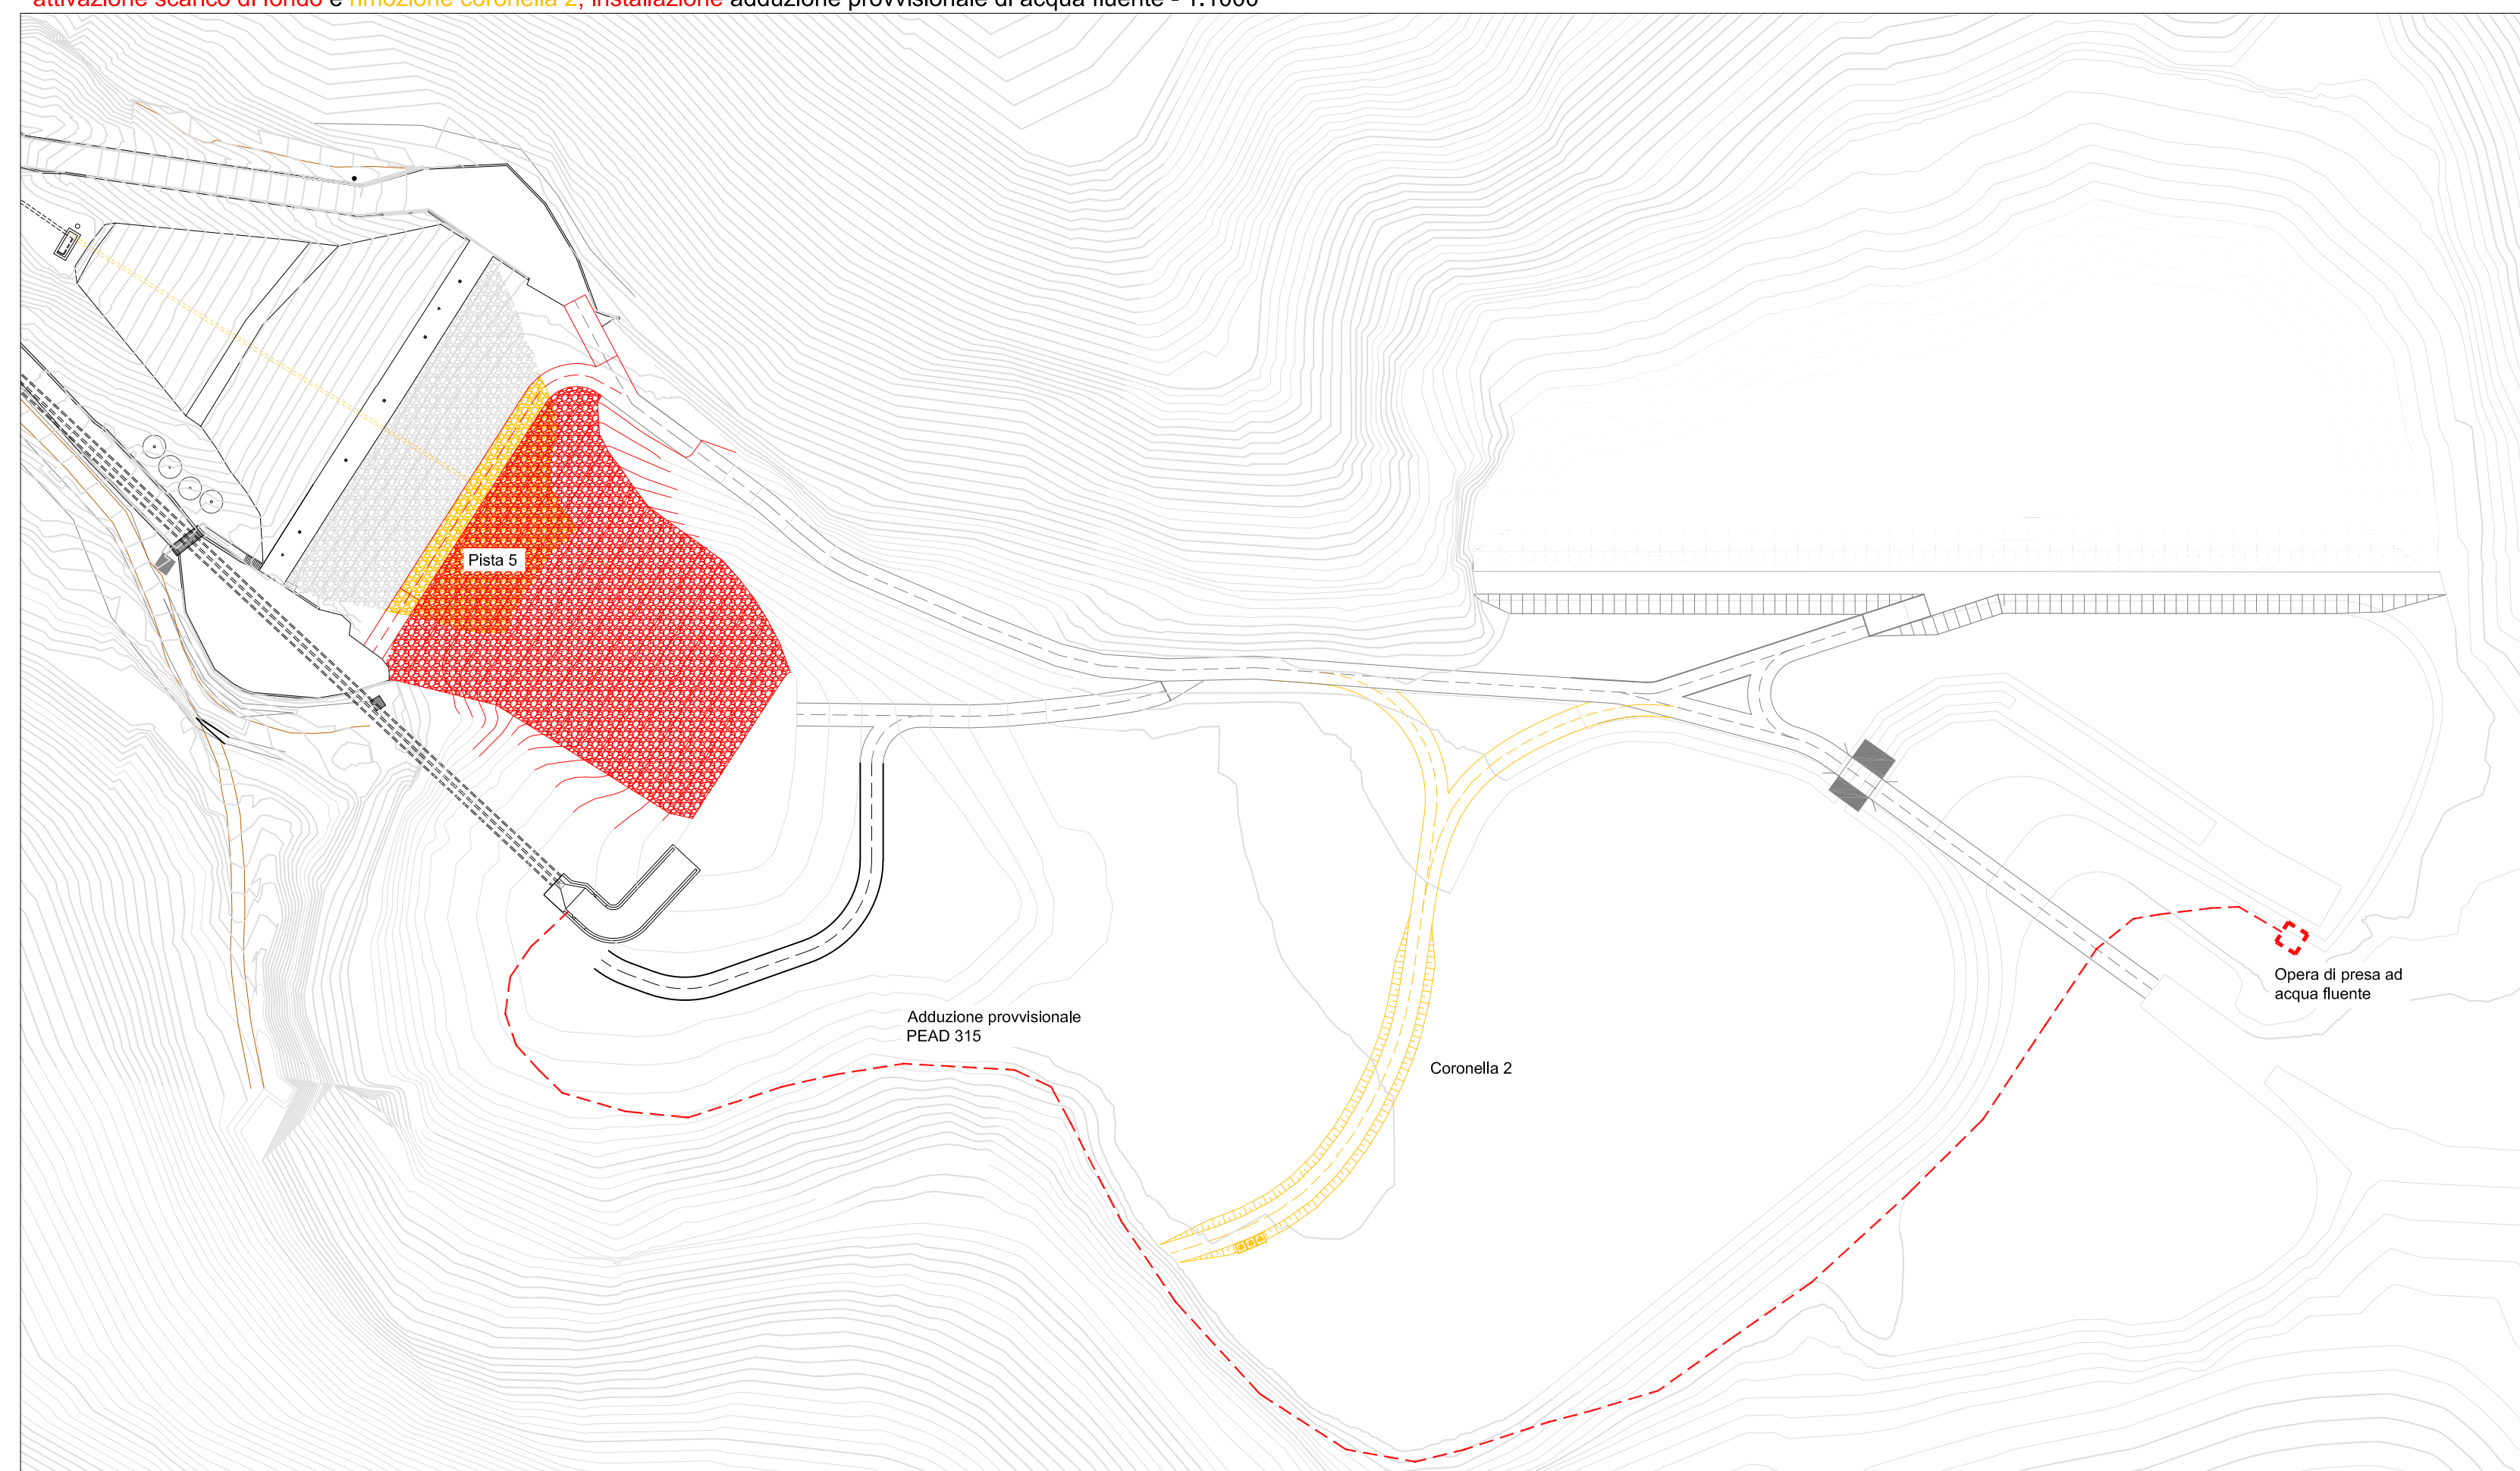 attivazione scarico di fondo e rimozione coronella 2, installazione adduzione provvisionale di acqua fluente - 1:1000
Pista 5
Opera di presa ad
acqua fluente
Adduzione provvisionale
PEAD 315
Coronella 2